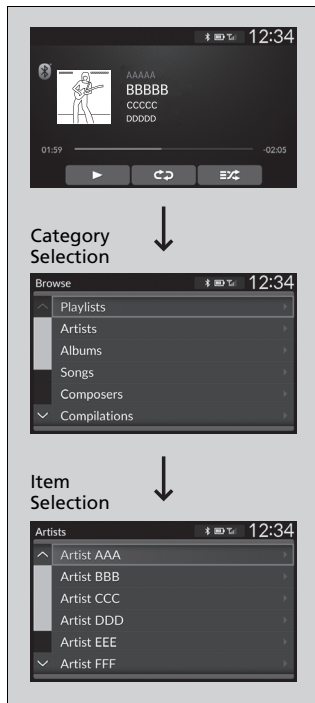 12:34
AAAAA
BBBBB
CCCCC
DDDDD
01:59 -02:05
Category
Selection
Browse 12:34
Playlists
Artists
Albums
Songs
Composers
Compilations
Item
Selection
Artists 12:34
Artist AAA
Artist BBB
Artist CCC
Artist DDD
Artist EEE
Artist FFF